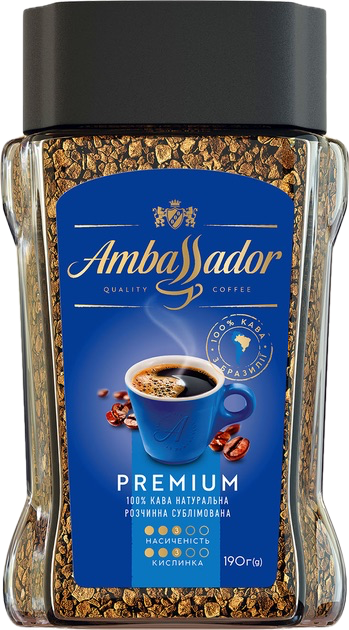 Ambassador
QUALITY COFFEE
100% КАВА
З БРАЗИЛІЇ
A
PREMIUM
100% КАВА НАТУРАЛЬНА
РОЗЧИННА СУБЛІМОВАНА
3
НАСИЧЕНІСТЬ
3
КИСЛИНКА
190г(g)